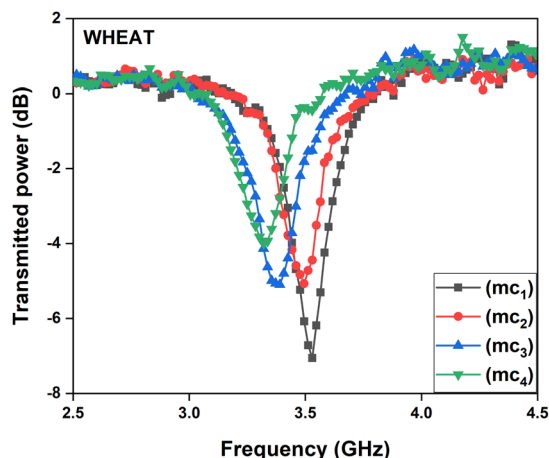 WHEAT
Transmitted power (dB)
2
0
-2
-4
-6
-8
2.5 3.0 3.5 4.0 4.5
Frequency (GHz)
(mc₁)
(mc₂)
(mc₃)
(mc₄)